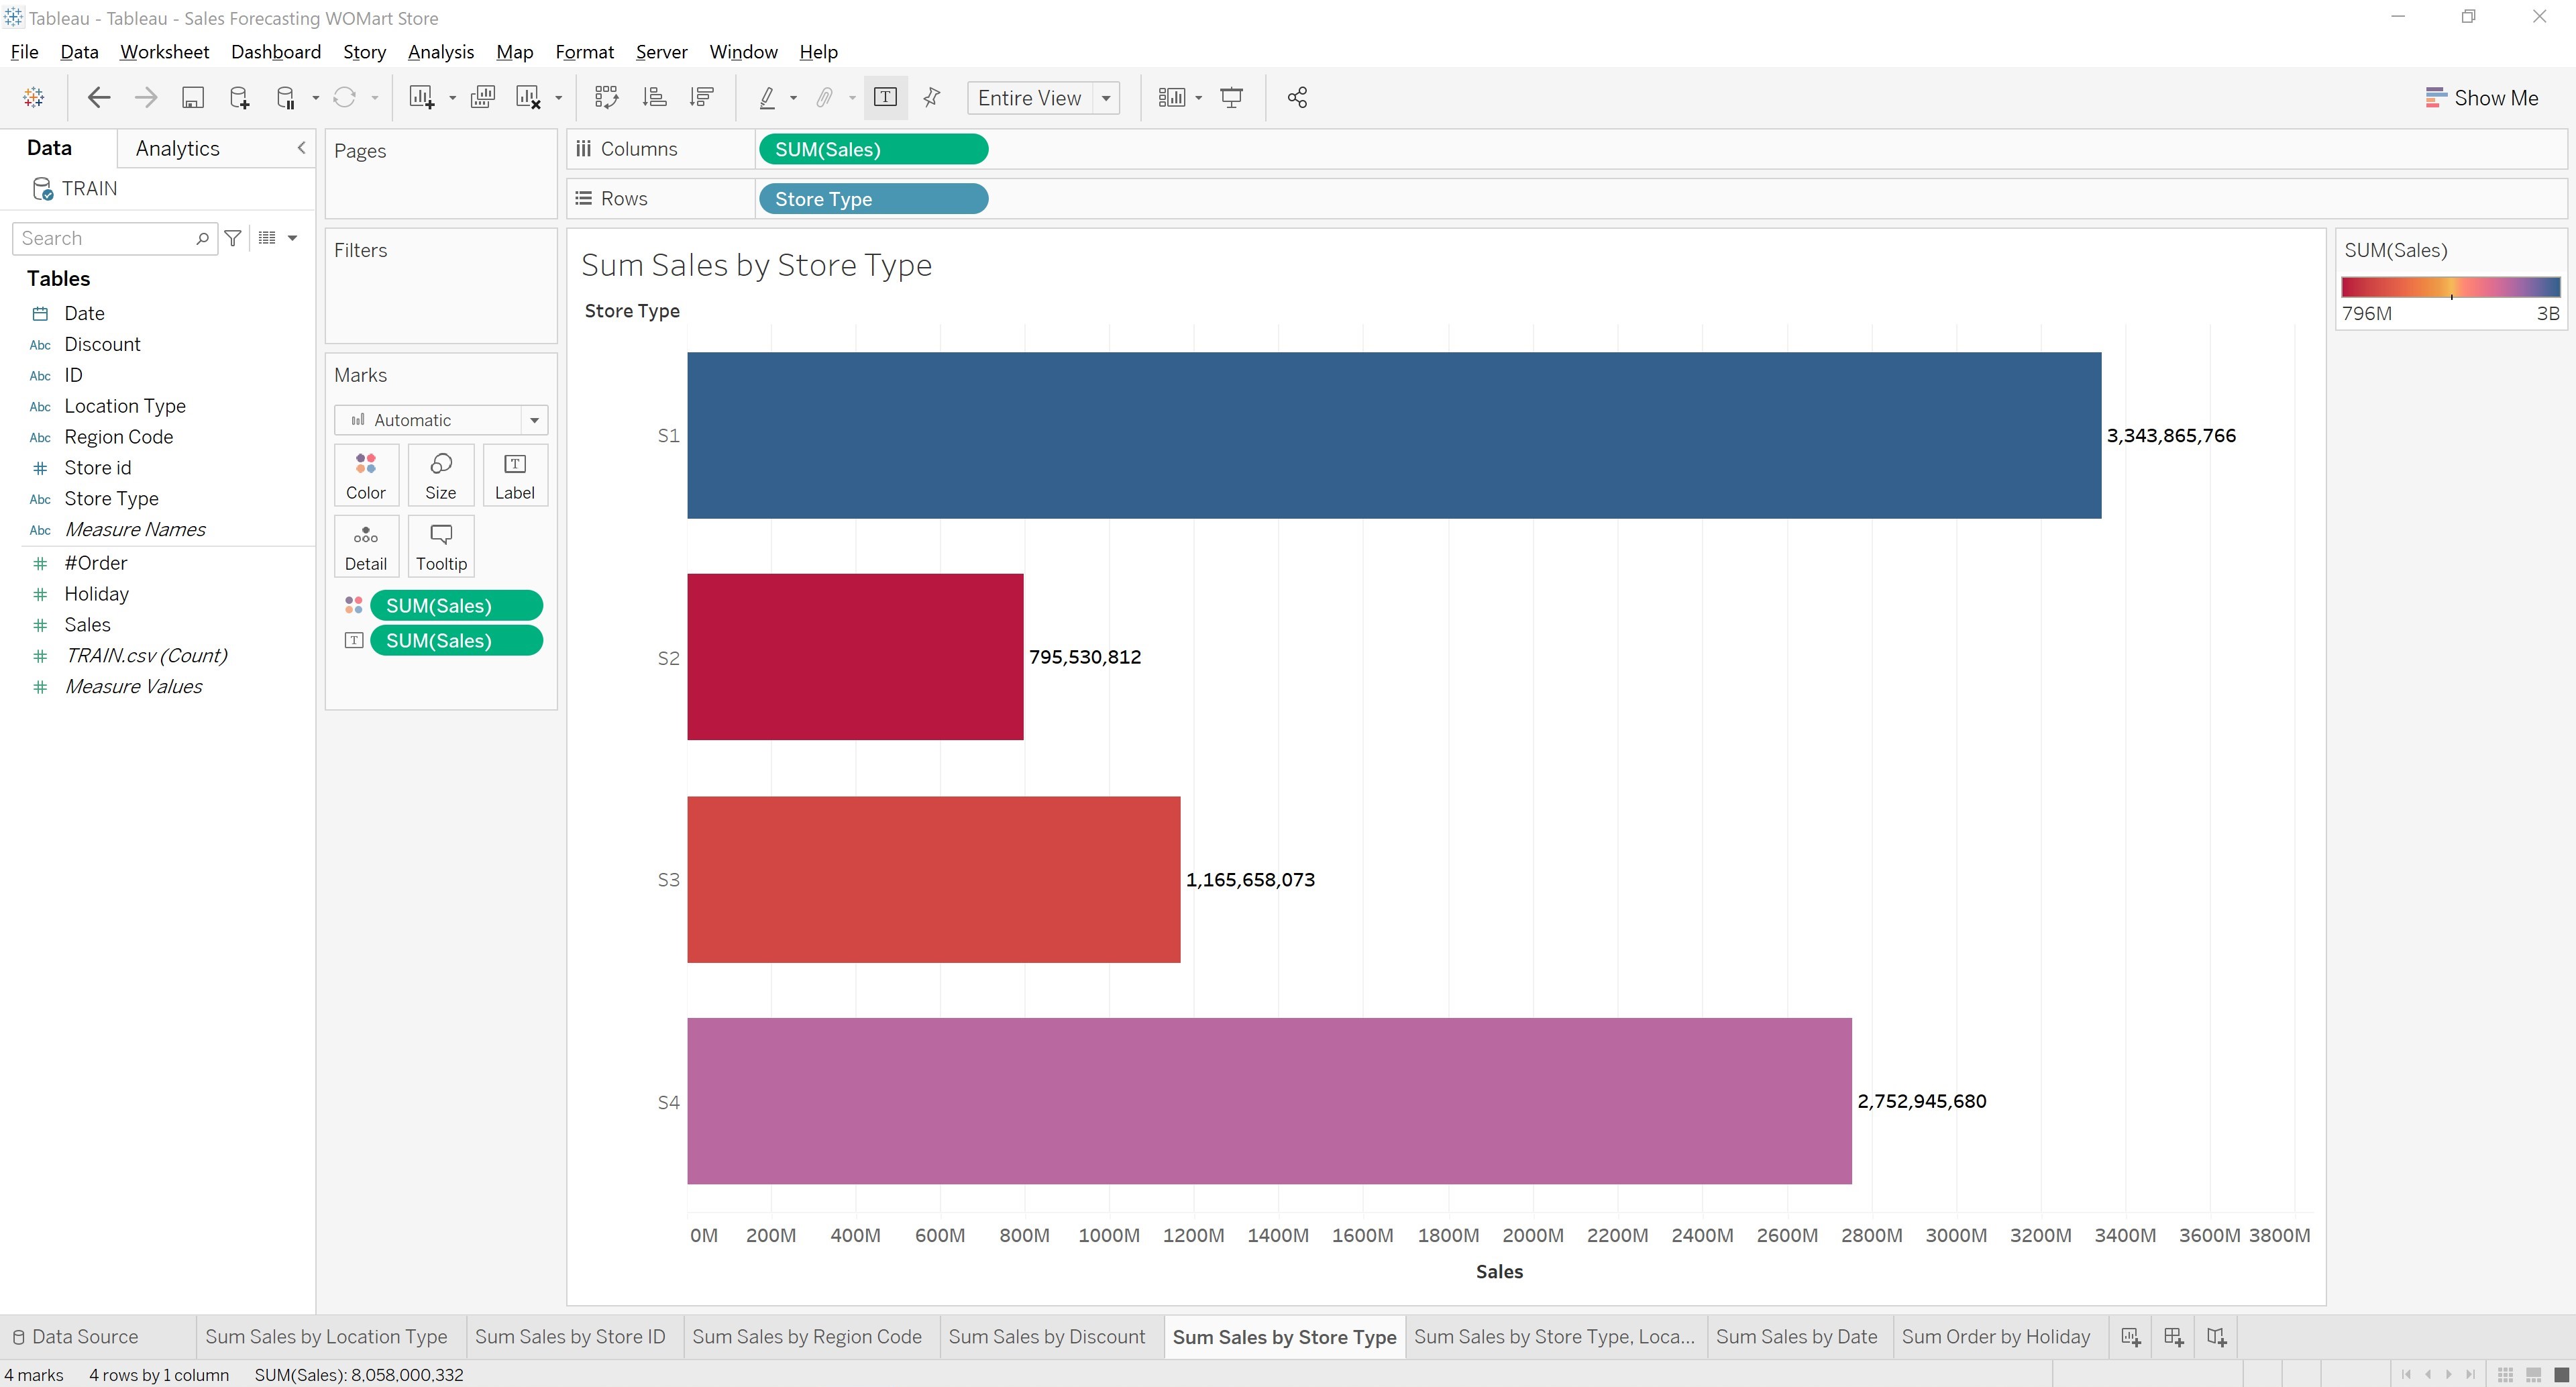 Tableau - Tableau - Sales Forecasting WOMart Store
File Data Worksheet Dashboard Story Analysis Map Format Server Window Help
Entire View
Show Me
Data Analytics
TRAIN
Search
Tables
Date
Abc Discount
Abc ID
Abc Location Type
Abc Region Code
# Store id
Abc Store Type
Abc Measure Names
# #Order
# Holiday
# Sales
# TRAIN.csv (Count)
# Measure Values
Pages
Filters
Marks
Automatic
Color Size Label
Detail Tooltip
SUM(Sales)
T SUM(Sales)
Columns SUM(Sales)
Rows Store Type
Sum Sales by Store Type
Store Type
S1 3,343,865,766
S2 795,530,812
S3 1,165,658,073
S4 2,752,945,680
0M 200M 400M 600M 800M 1000M 1200M 1400M 1600M 1800M 2000M 2200M 2400M 2600M 2800M 3000M 3200M 3400M 3600M 3800M
Sales
SUM(Sales)
796M 3B
Data Source Sum Sales by Location Type Sum Sales by Store ID Sum Sales by Region Code Sum Sales by Discount Sum Sales by Store Type Sum Sales by Store Type, Loca... Sum Sales by Date Sum Order by Holiday
4 marks 4 rows by 1 column SUM(Sales): 8,058,000,332